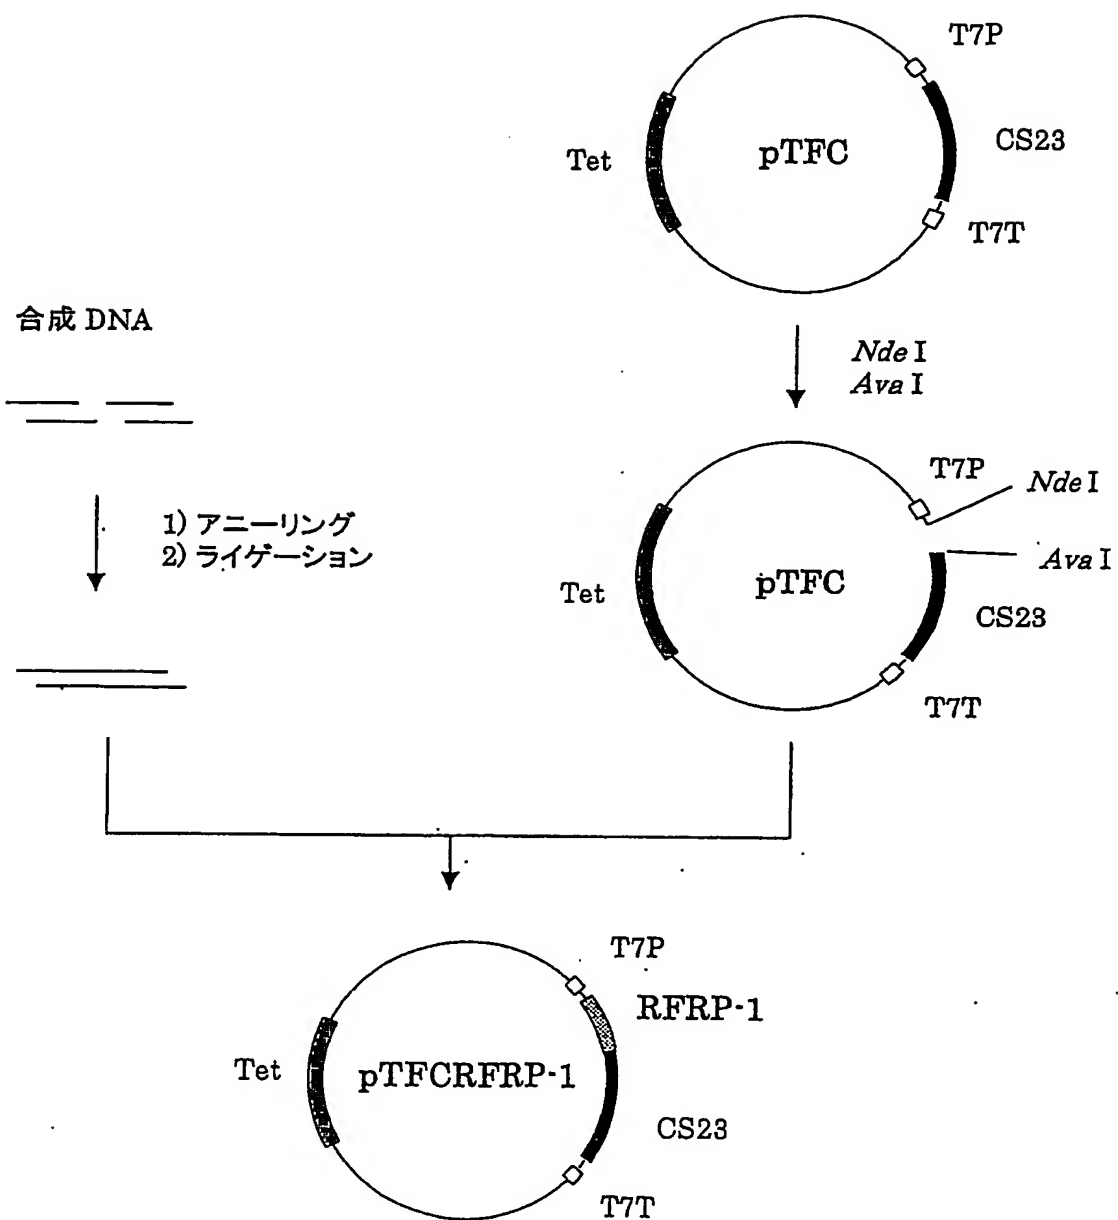 T7P
CS23
Tet
pTFC
T7T
合成 DNA
Nde I
Ava I
1) アニーリング
2) ライゲーション
T7P
Nde I
Ava I
Tet
pTFC
CS23
T7T
T7P
RFRP-1
Tet
pTFCRFRP-1
CS23
T7T